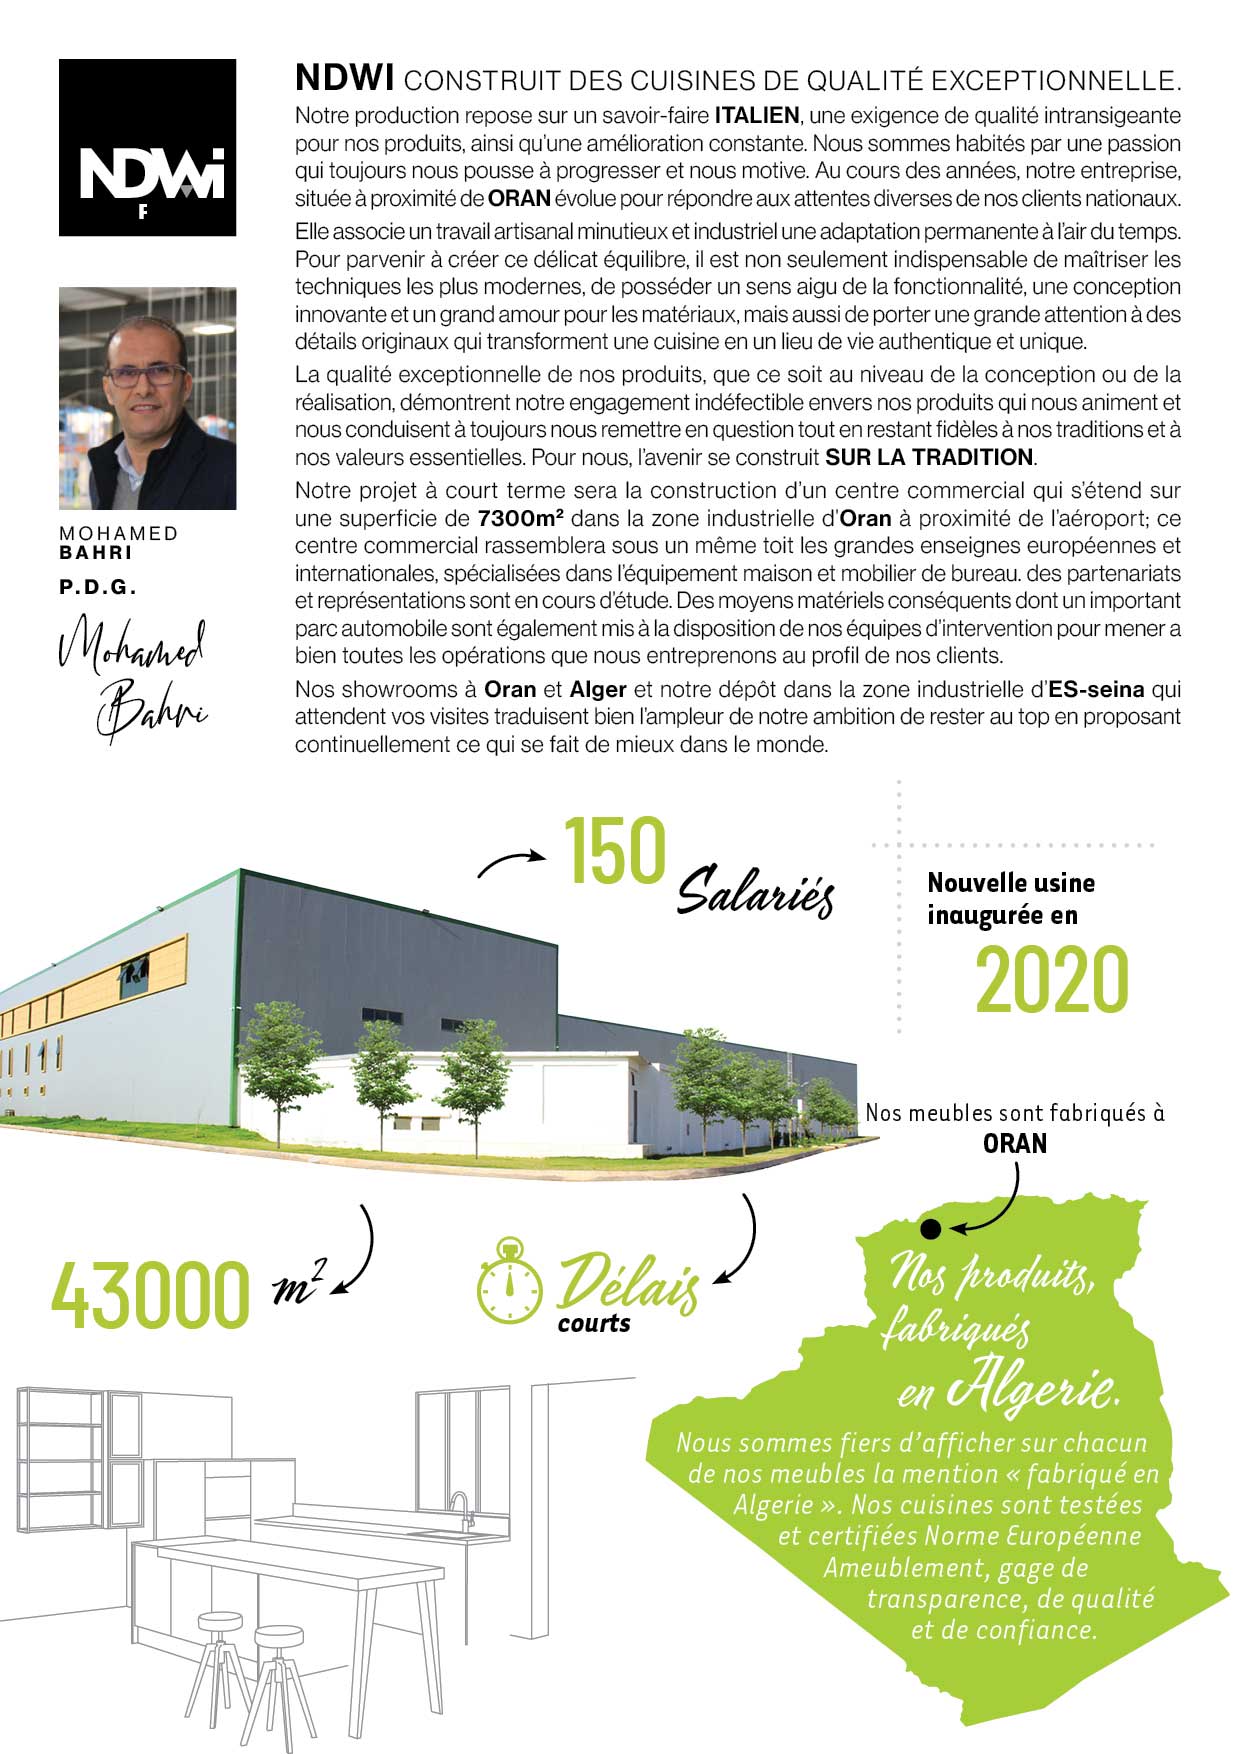 NDWi
F
MOHAMED
BAHRI
P.D.G.
Mohamed
Bahri
NDWI CONSTRUIT DES CUISINES DE QUALITÉ EXCEPTIONNELLE.
Notre production repose sur un savoir-faire ITALIEN, une exigence de qualité intransigeante
pour nos produits, ainsi qu'une amélioration constante. Nous sommes habités par une passion
qui toujours nous pousse à progresser et nous motive. Au cours des années, notre entreprise,
située à proximité de ORAN évolue pour répondre aux attentes diverses de nos clients nationaux.
Elle associe un travail artisanal minutieux et industriel une adaptation permanente à l'air du temps.
Pour parvenir à créer ce délicat équilibre, il est non seulement indispensable de maîtriser les
techniques les plus modernes, de posséder un sens aigu de la fonctionnalité, une conception
innovante et un grand amour pour les matériaux, mais aussi de porter une grande attention à des
détails originaux qui transforment une cuisine en un lieu de vie authentique et unique.
La qualité exceptionnelle de nos produits, que ce soit au niveau de la conception ou de la
réalisation, démontrent notre engagement indéfectible envers nos produits qui nous animent et
nous conduisent à toujours nous remettre en question tout en restant fidèles à nos traditions et à
nos valeurs essentielles. Pour nous, l'avenir se construit SUR LA TRADITION.
Notre projet à court terme sera la construction d'un centre commercial qui s'étend sur
une superficie de 7300m² dans la zone industrielle d'Oran à proximité de l'aéroport; ce
centre commercial rassemblera sous un même toit les grandes enseignes européennes et
internationales, spécialisées dans l'équipement maison et mobilier de bureau. des partenariats
et représentations sont en cours d'étude. Des moyens matériels conséquents dont un important
parc automobile sont également mis à la disposition de nos équipes d'intervention pour mener a
bien toutes les opérations que nous entreprenons au profil de nos clients.
Nos showrooms à Oran et Alger et notre dépôt dans la zone industrielle d'ES-seina qui
attendent vos visites traduisent bien l'ampleur de notre ambition de rester au top en proposant
continuellement ce qui se fait de mieux dans le monde.
150
Salariés
Nouvelle usine
inaugurée en
2020
Nos meubles sont fabriqués à
ORAN
43000 m²
Délais
courts
Nos produits,
fabriqués
en Algerie.
Nous sommes fiers d'afficher sur chacun
de nos meubles la mention « fabriqué en
Algerie ». Nos cuisines sont testées
et certifiées Norme Européenne
Ameublement, gage de
transparence, de qualité
et de confiance.